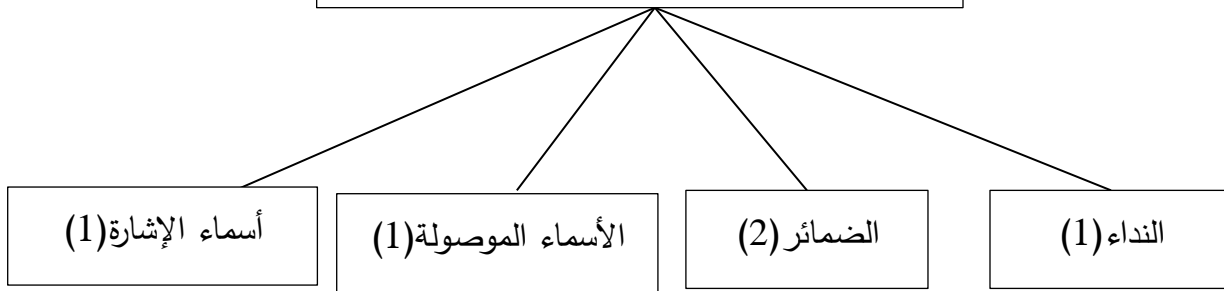 النداء(1)
الضمائر(2)
الأسماء الموصولة(1)
أسماء الإشارة(1)